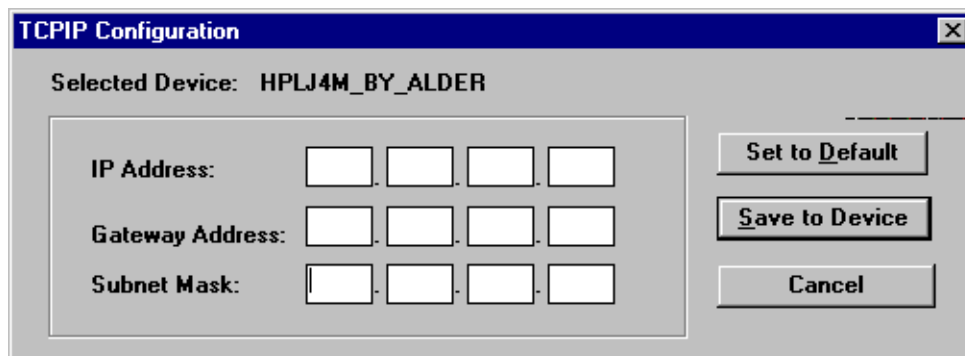 TCPIP Configuration
Selected Device: HPLJ4M_BY_ALDER
IP Address: . . .
Gateway Address: . . .
Subnet Mask: . . .
Set to Default
Save to Device
Cancel